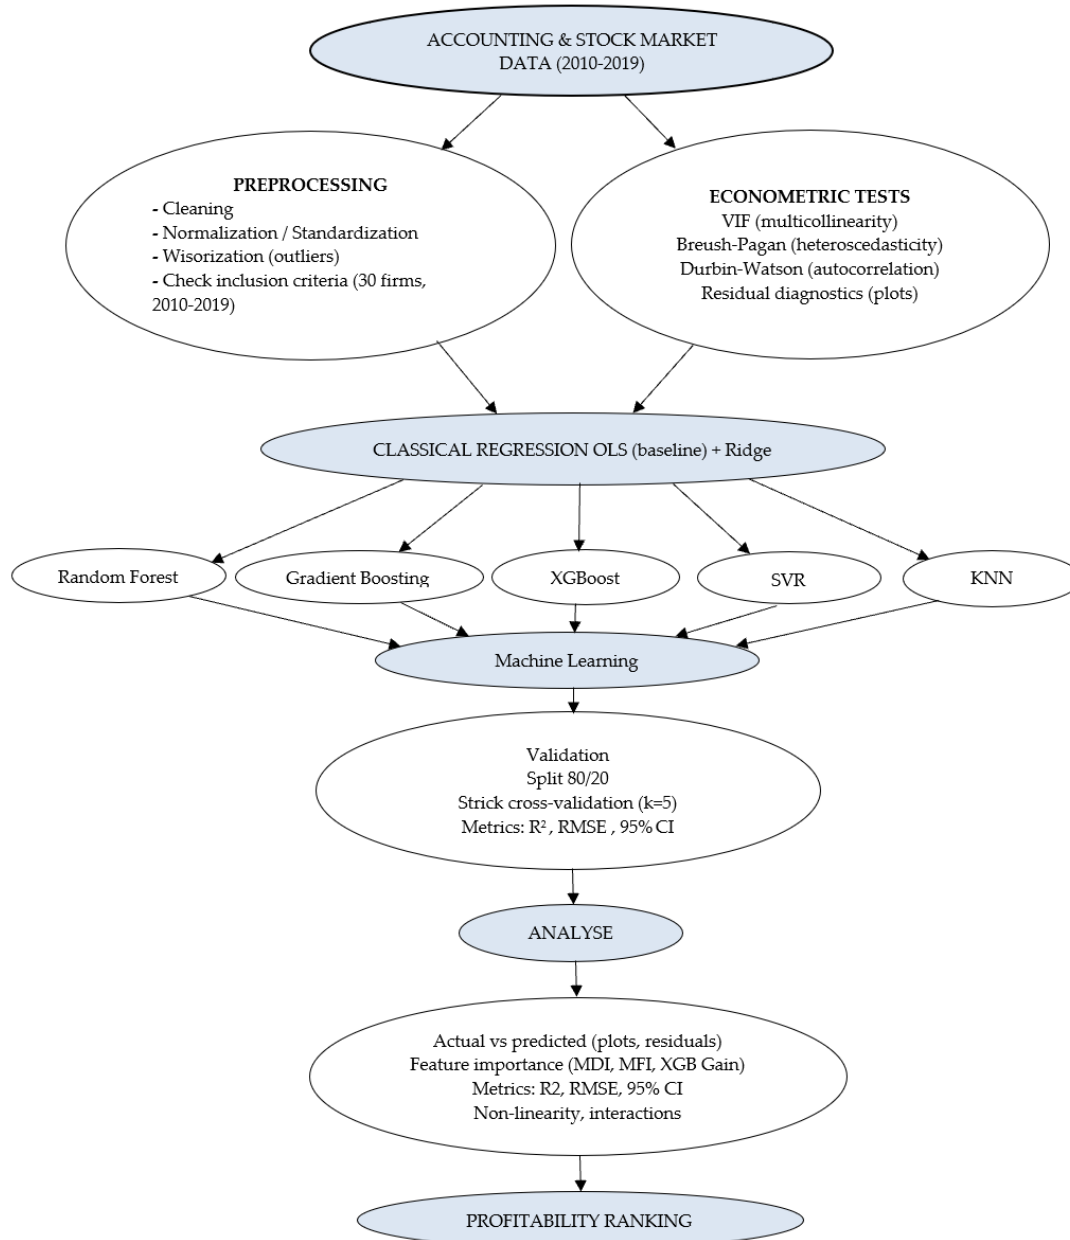 ACCOUNTING & STOCK MARKET
DATA (2010-2019)
PREPROCESSING
- Cleaning
- Normalization / Standardization
- Wisorization (outliers)
- Check inclusion criteria (30 firms,
2010-2019)
ECONOMETRIC TESTS
VIF (multicollinearity)
Breush-Pagan (heteroscedasticity)
Durbin-Watson (autocorrelation)
Residual diagnostics (plots)
CLASSICAL REGRESSION OLS (baseline) + Ridge
Random Forest
Gradient Boosting
XGBoost
SVR
KNN
Machine Learning
Validation
Split 80/20
Strick cross-validation (k=5)
Metrics: R² , RMSE , 95% CI
ANALYSE
Actual vs predicted (plots, residuals)
Feature importance (MDI, MFI, XGB Gain)
Metrics: R2, RMSE, 95% CI
Non-linearity, interactions
PROFITABILITY RANKING